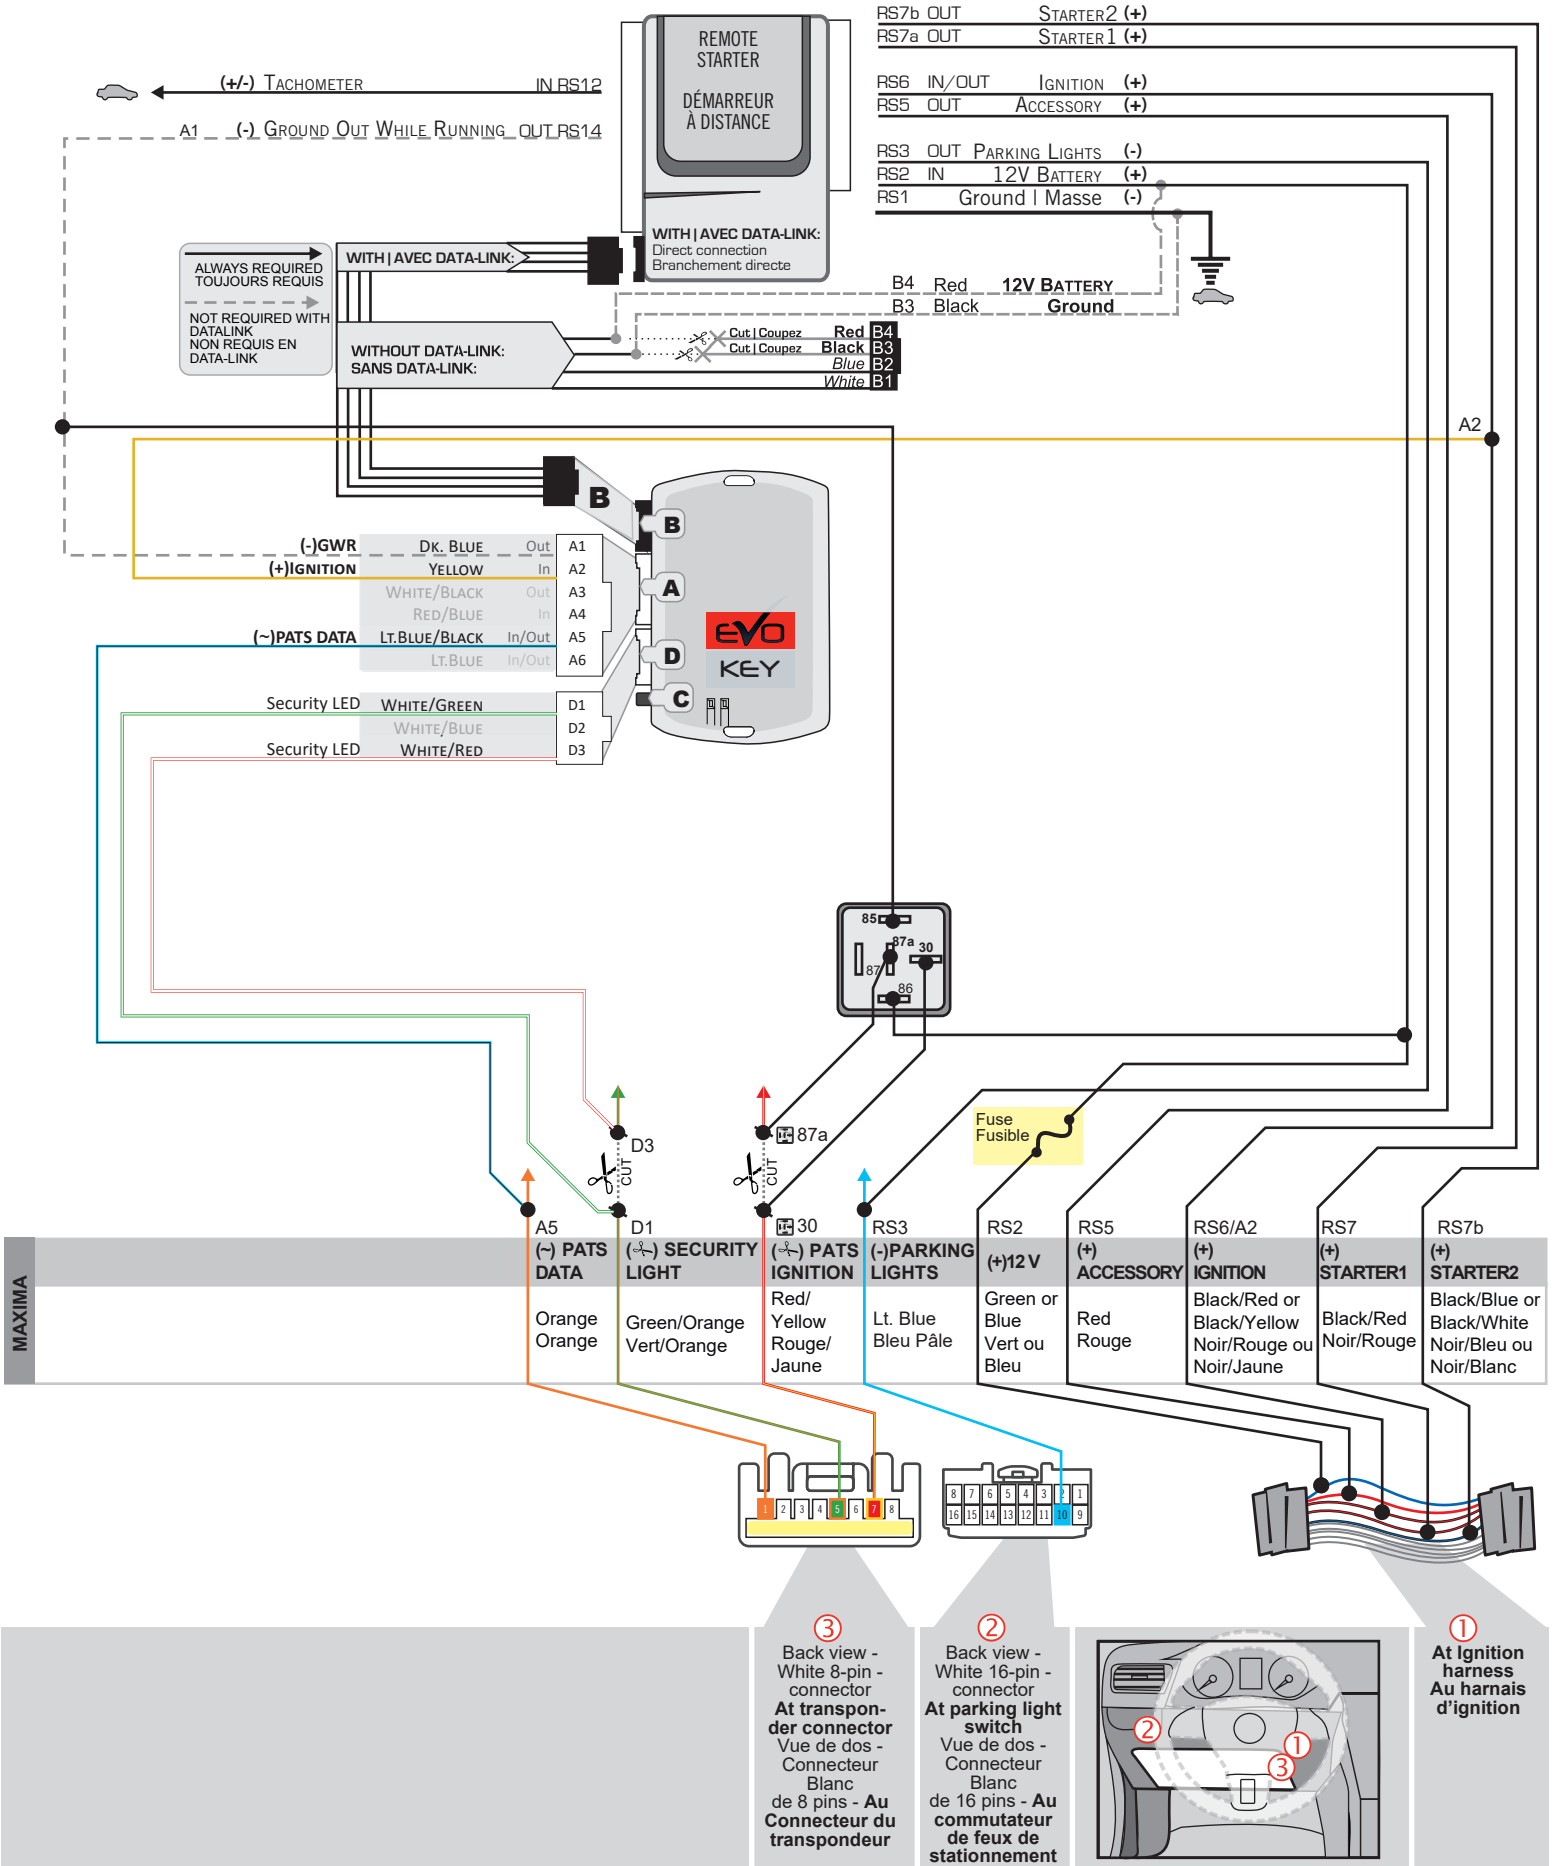 RS7b OUT STARTER2 (+)
RS7a OUT STARTER1 (+)
RS6 IN/OUT IGNITION (+)
RS5 OUT ACCESSORY (+)
RS3 OUT PARKING LIGHTS (-)
RS2 IN 12V BATTERY (+)
RS1 Ground | Masse (-)
REMOTE
STARTER
DÉMARREUR
À DISTANCE
(+/-) TACHOMETER IN RS12
A1 (-) GROUND OUT WHILE RUNNING OUT RS14
WITH | AVEC DATA-LINK:
Direct connection
Branchement directe
ALWAYS REQUIRED
TOUJOURS REQUIS
NOT REQUIRED WITH
DATALINK
NON REQUIS EN
DATA-LINK
WITH | AVEC DATA-LINK:
WITHOUT DATA-LINK:
SANS DATA-LINK:
B4 Red 12V BATTERY
B3 Black Ground
Cut | Coupez Red B4
Cut | Coupez Black B3
Blue B2
White B1
A2
B
B
A
D
C
EVO
KEY
(-)GWR DK. BLUE Out A1
(+)IGNITION YELLOW In A2
WHITE/BLACK Out A3
RED/BLUE In A4
(~)PATS DATA LT.BLUE/BLACK In/Out A5
LT.BLUE In/Out A6
Security LED WHITE/GREEN D1
WHITE/BLUE D2
Security LED WHITE/RED D3
85
87a 30
87
86
Fuse
Fusible
D3
CUT
87a
CUT
A5
D1
30
RS3
RS2
RS5
RS6/A2
RS7
RS7b
MAXIMA
(~) PATS
DATA
Orange
Orange
() SECURITY
LIGHT
Green/Orange
Vert/Orange
() PATS
IGNITION
Red/
Yellow
Rouge/
Jaune
(-)PARKING
LIGHTS
Lt. Blue
Bleu Pâle
(+)12 V
Green or
Blue
Vert ou
Bleu
(+)
ACCESSORY
Red
Rouge
(+)
IGNITION
Black/Red or
Black/Yellow
Noir/Rouge ou
Noir/Jaune
(+)
STARTER1
Black/Red
Noir/Rouge
(+)
STARTER2
Black/Blue or
Black/White
Noir/Bleu ou
Noir/Blanc
1 2 3 4 5 6 7 8
8 7 6 5 4 3 2 1
16 15 14 13 12 11 10 9
3
Back view -
White 8-pin -
connector
At transpon-
der connector
Vue de dos -
Connecteur
Blanc
de 8 pins - Au
Connecteur du
transpondeur
2
Back view -
White 16-pin -
connector
At parking light
switch
Vue de dos -
Connecteur
Blanc
de 16 pins - Au
commutateur
de feux de
stationnement
2
1
3
1
At Ignition
harness
Au harnais
d'ignition